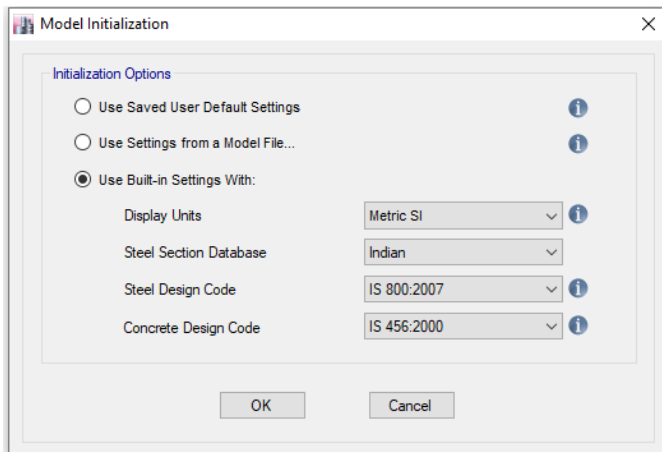 Model Initialization
Initialization Options
Use Saved User Default Settings
Use Settings from a Model File...
Use Built-in Settings With:
Display Units Metric SI
Steel Section Database Indian
Steel Design Code IS 800:2007
Concrete Design Code IS 456:2000
OK Cancel